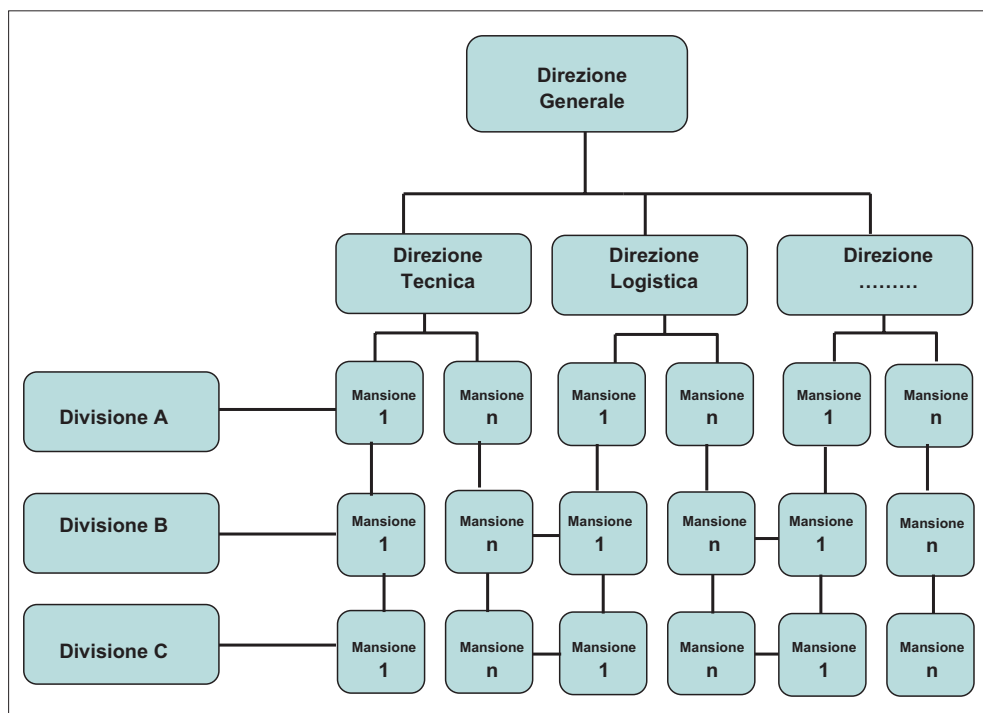 Direzione
Generale
Direzione
Tecnica
Direzione
Logistica
Direzione
………
Divisione A
Mansione
1
Mansione
n
Mansione
1
Mansione
n
Mansione
1
Mansione
n
Divisione B
Mansione
1
Mansione
n
Mansione
1
Mansione
n
Mansione
1
Mansione
n
Divisione C
Mansione
1
Mansione
n
Mansione
1
Mansione
n
Mansione
1
Mansione
n